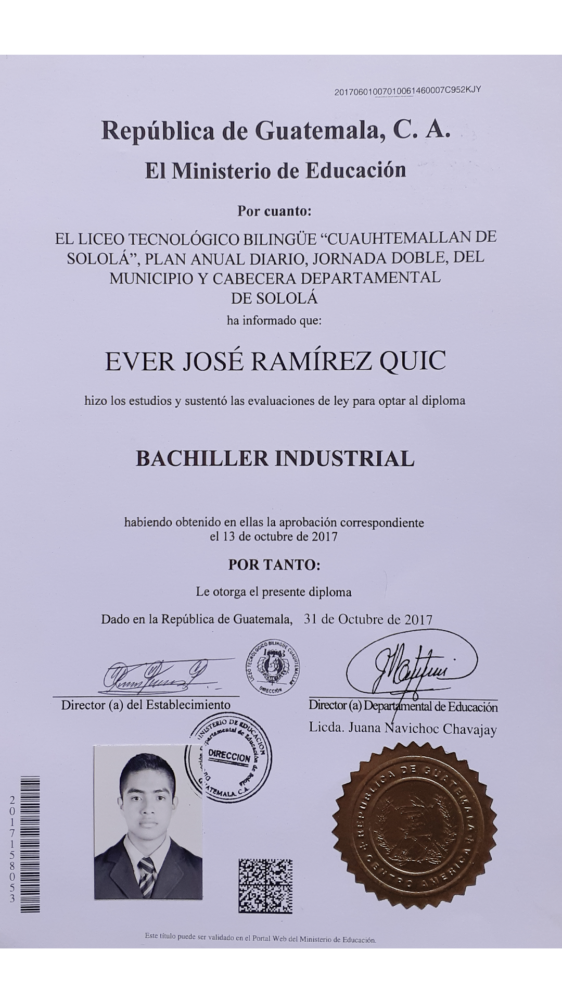 20170601007010061460007C952KJY
República de Guatemala, C. A.
El Ministerio de Educación
Por cuanto:
EL LICEO TECNOLÓGICO BILINGÜE “CUAUHTEMALLAN DE
SOLOLÁ”, PLAN ANUAL DIARIO, JORNADA DOBLE, DEL
MUNICIPIO Y CABECERA DEPARTAMENTAL
DE SOLOLÁ
ha informado que:
EVER JOSÉ RAMÍREZ QUIC
hizo los estudios y sustentó las evaluaciones de ley para optar al diploma
BACHILLER INDUSTRIAL
habiendo obtenido en ellas la aprobación correspondiente
el 13 de octubre de 2017
POR TANTO:
Le otorga el presente diploma
Dado en la República de Guatemala, 31 de Octubre de 2017
LICEO TECNOLÓGICO BILINGÜE CUAUHTEMALLAN
DIRECCIÓN
Director (a) del Establecimiento
Director (a) Departamental de Educación
Licda. Juana Navichoc Chavajay
MINISTERIO DE EDUCACION
Departamental de Educación de Sololá
DIRECCION
GUATEMALA, C.A.
REPUBLICA DE GUATEMALA
CENTRO AMERICA
2017158053
Este título puede ser validado en el Portal Web del Ministerio de Educación.